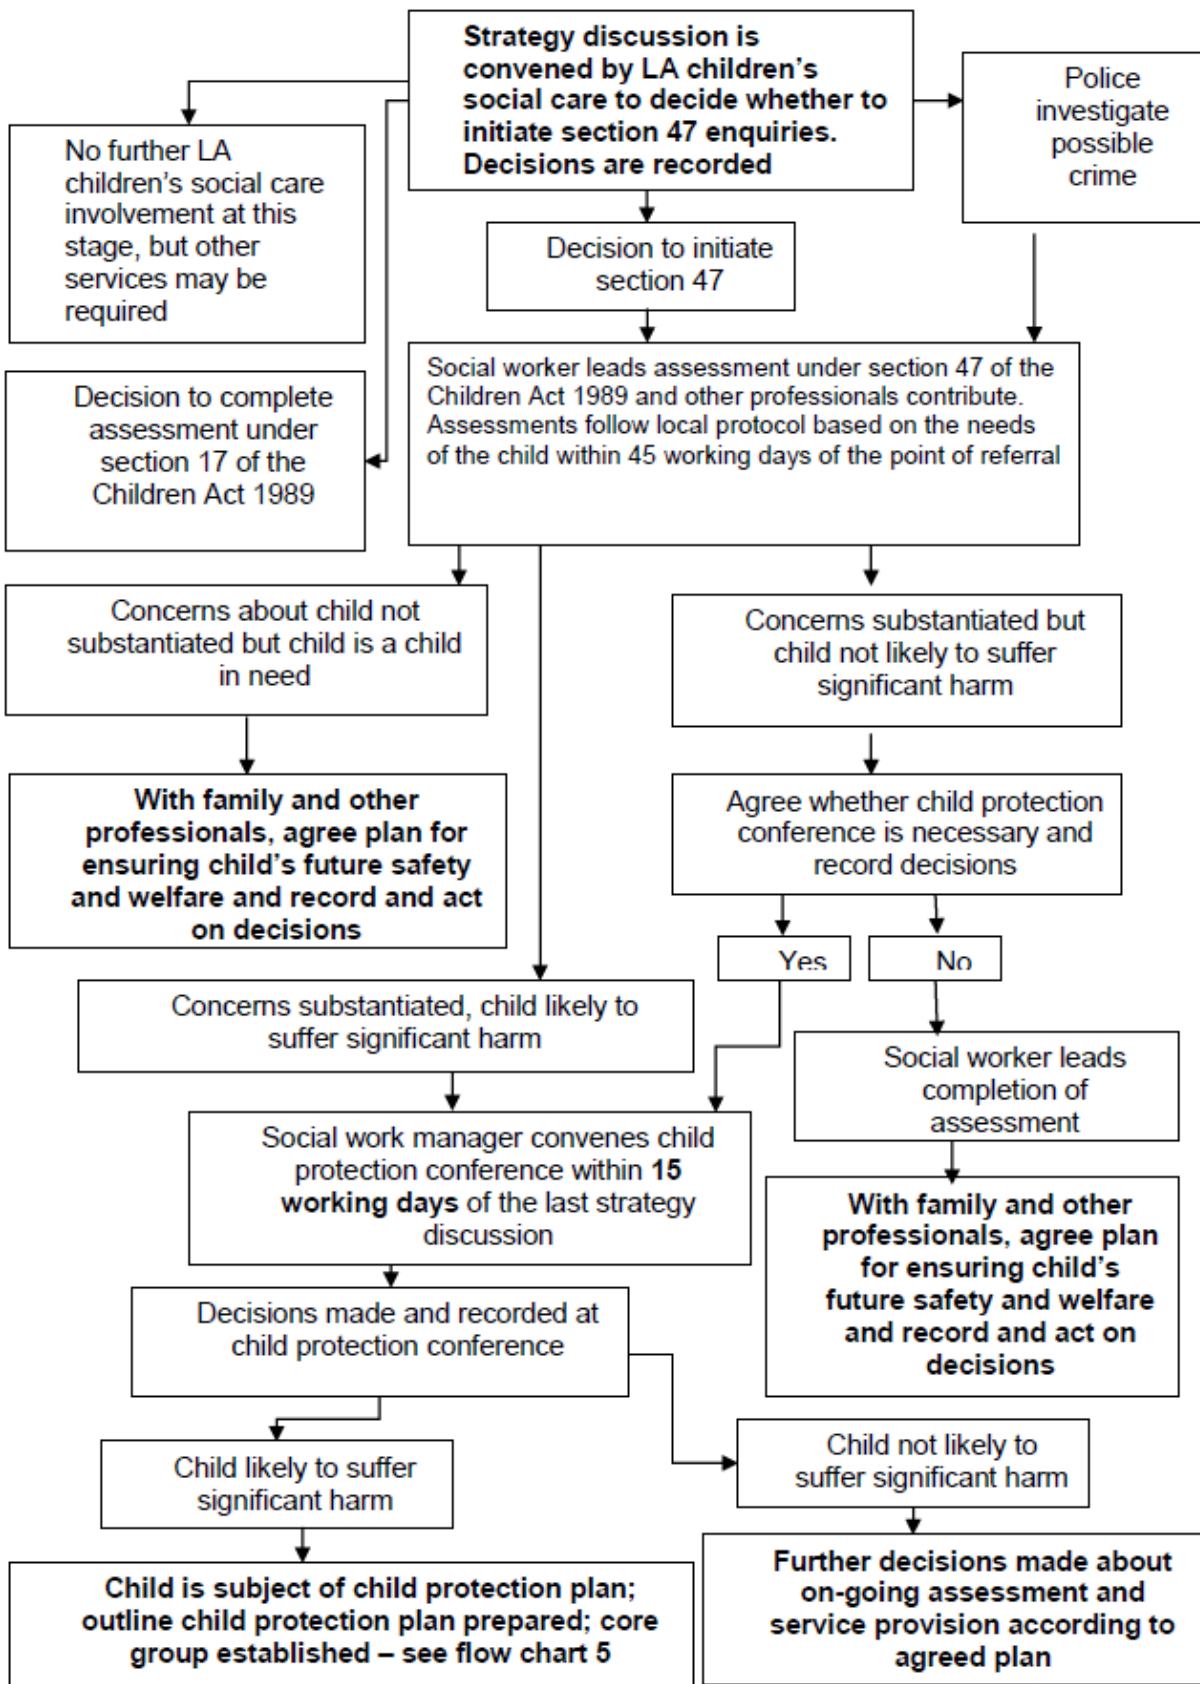 Strategy discussion is
convened by LA children's
social care to decide whether to
initiate section 47 enquiries.
Decisions are recorded
Police
investigate
possible
crime
No further LA
children's social care
involvement at this
stage, but other
services may be
required
Decision to initiate
section 47
Decision to complete
assessment under
section 17 of the
Children Act 1989
Social worker leads assessment under section 47 of the
Children Act 1989 and other professionals contribute.
Assessments follow local protocol based on the needs
of the child within 45 working days of the point of referral
Concerns about child not
substantiated but child is a child
in need
Concerns substantiated but
child not likely to suffer
significant harm
With family and other
professionals, agree plan for
ensuring child's future safety
and welfare and record and act
on decisions
Agree whether child protection
conference is necessary and
record decisions
Yes
No
Concerns substantiated, child likely to
suffer significant harm
Social worker leads
completion of
assessment
Social work manager convenes child
protection conference within 15
working days of the last strategy
discussion
With family and other
professionals, agree plan
for ensuring child's
future safety and welfare
and record and act on
decisions
Decisions made and recorded at
child protection conference
Child likely to suffer
significant harm
Child not likely to
suffer significant harm
Child is subject of child protection plan;
outline child protection plan prepared; core
group established – see flow chart 5
Further decisions made about
on-going assessment and
service provision according to
agreed plan